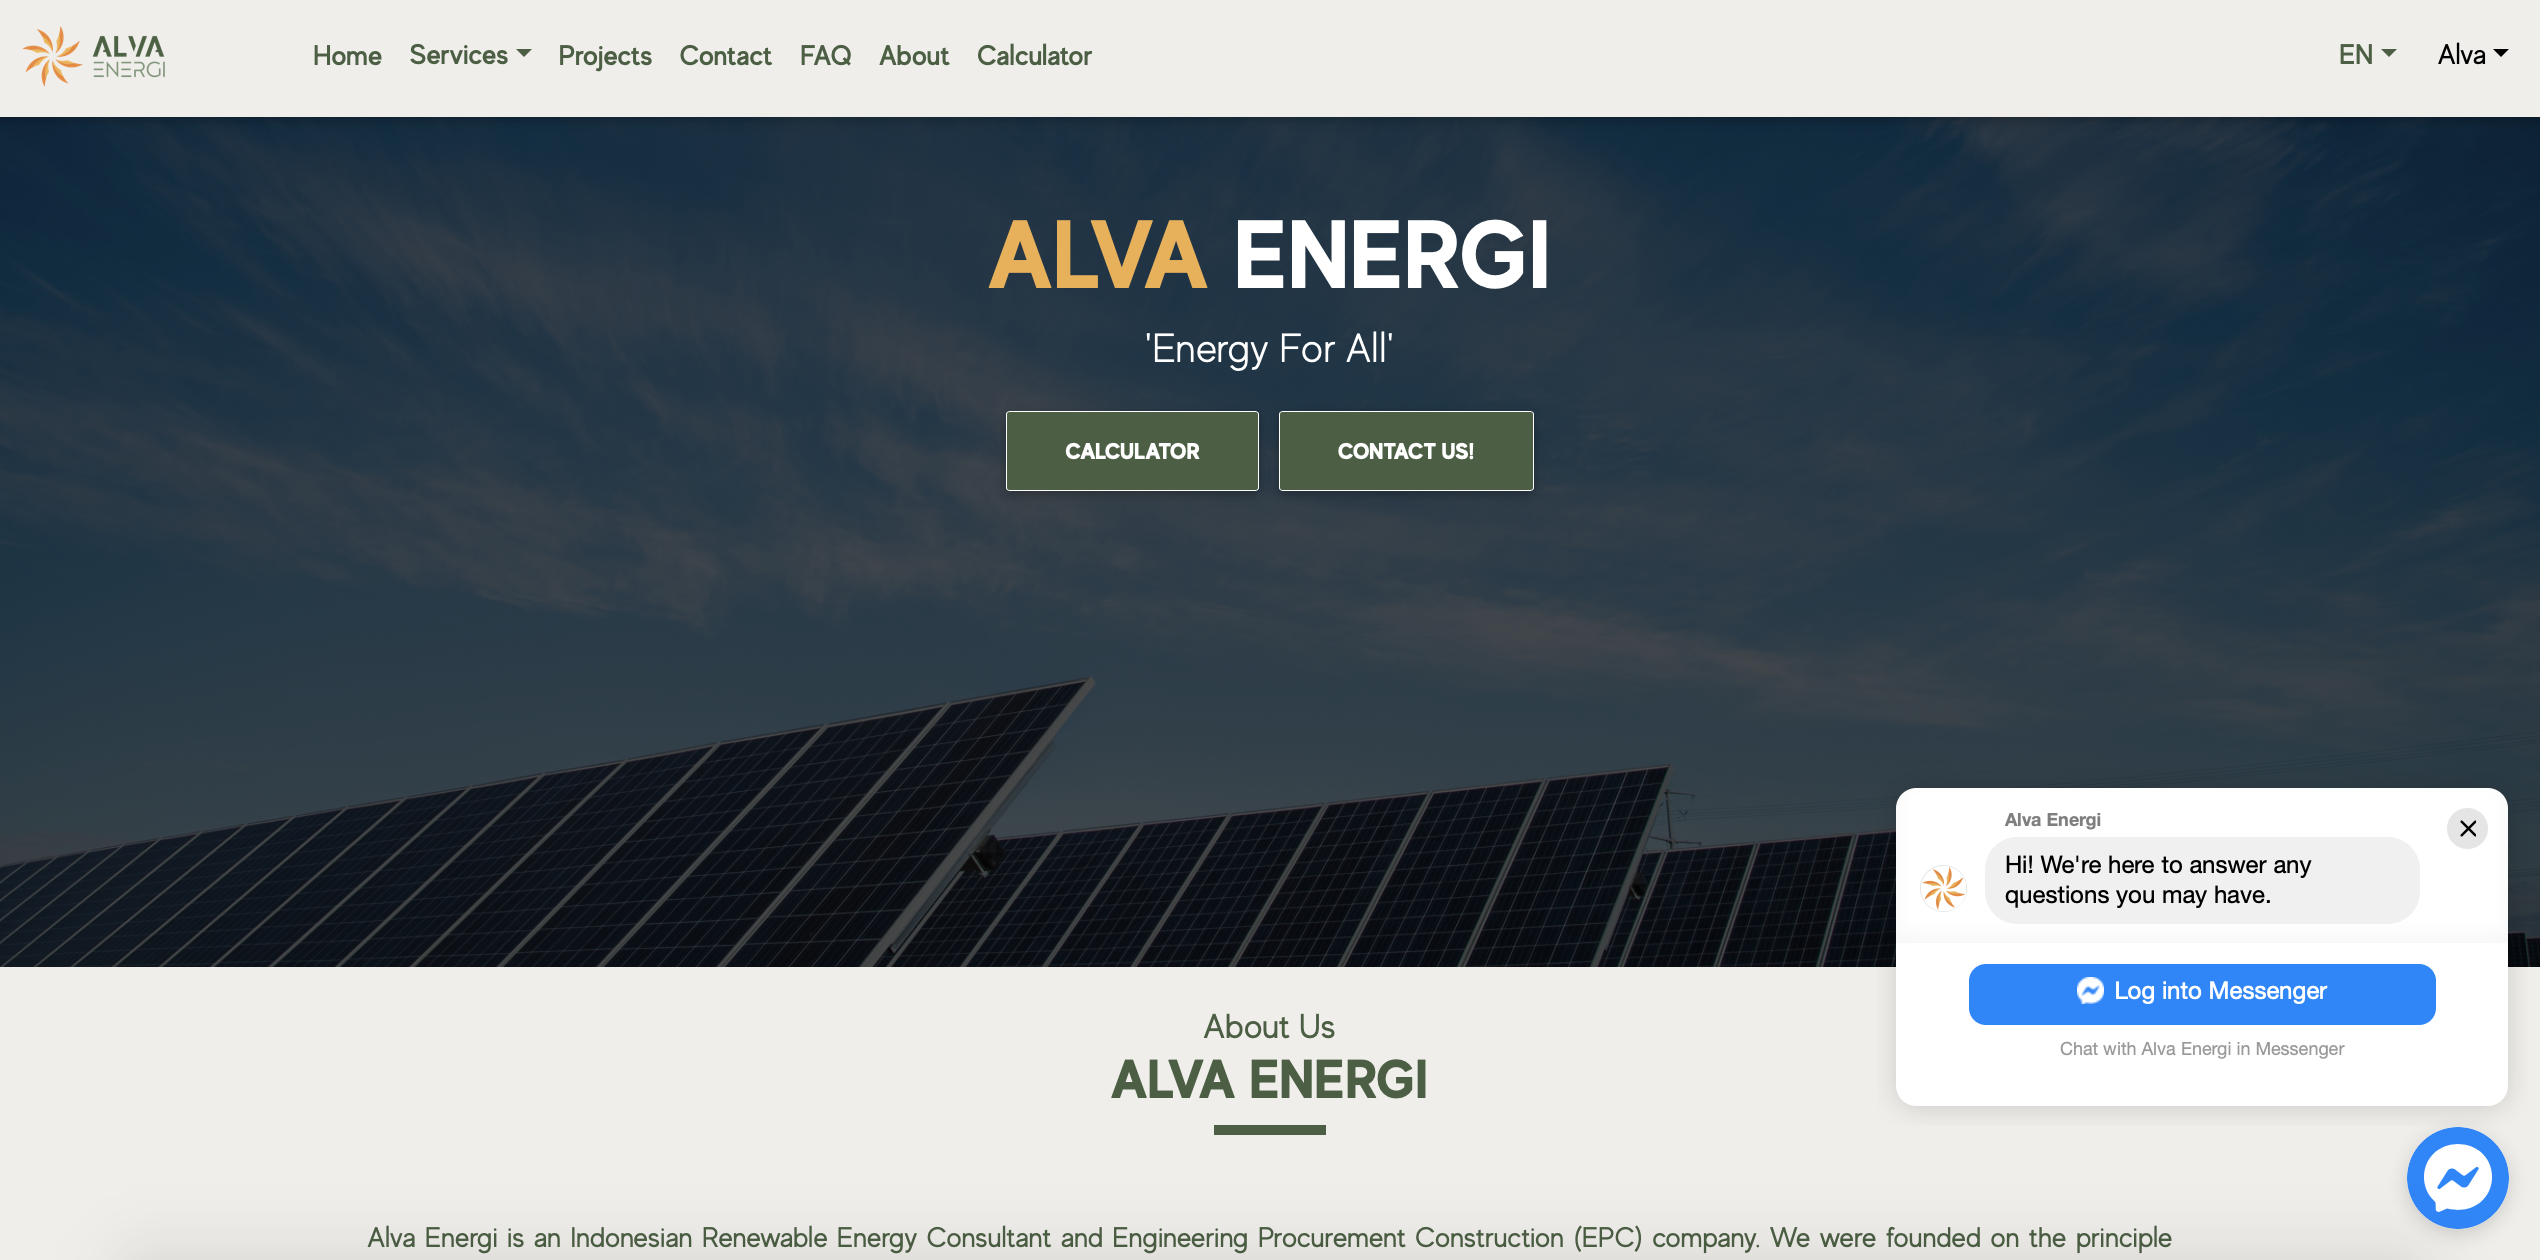 ALVA
ENERGI
Home
Services
Projects
Contact
FAQ
About
Calculator
EN
Alva
ALVA ENERGI
'Energy For All'
CALCULATOR
CONTACT US!
Alva Energi
Hi! We're here to answer any
questions you may have.
Log into Messenger
Chat with Alva Energi in Messenger
About Us
ALVA ENERGI
Alva Energi is an Indonesian Renewable Energy Consultant and Engineering Procurement Construction (EPC) company. We were founded on the principle